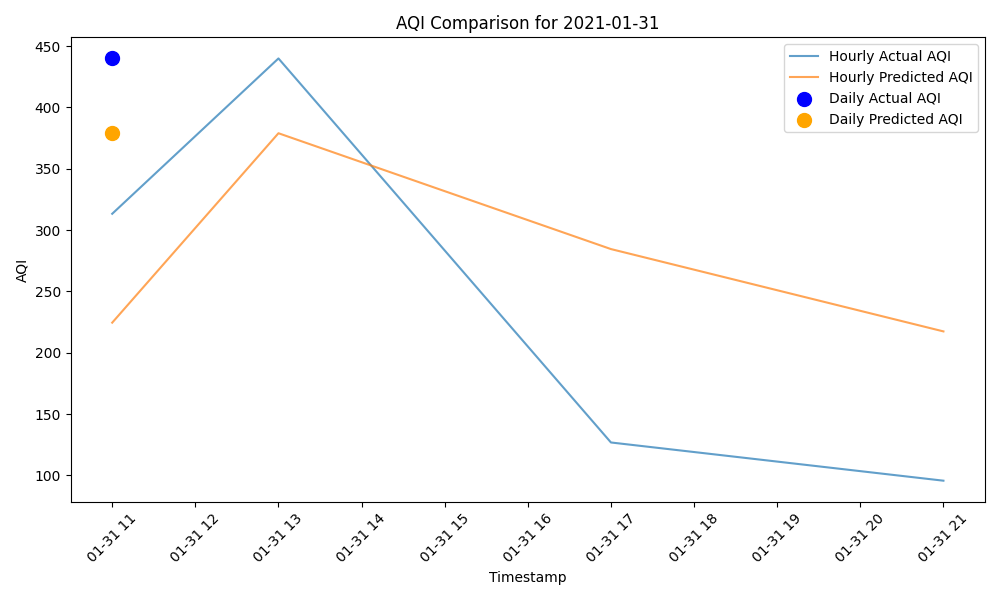 AQI Comparison for 2021-01-31
Hourly Actual AQI
Hourly Predicted AQI
Daily Actual AQI
Daily Predicted AQI
AQI
450
400
350
300
250
200
150
100
01-31 11
01-31 12
01-31 13
01-31 14
01-31 15
01-31 16
01-31 17
01-31 18
01-31 19
01-31 20
01-31 21
Timestamp